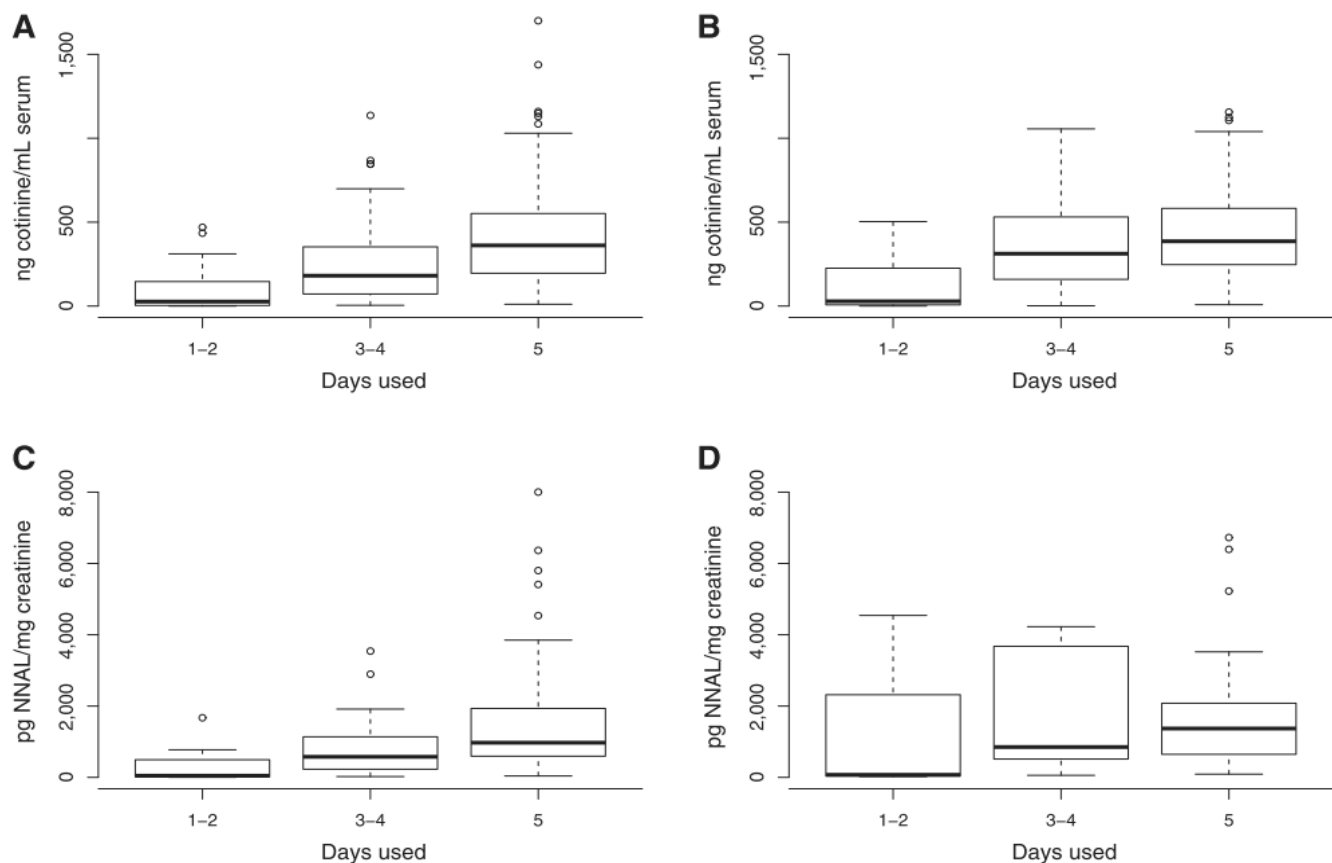 A
ng cotinine/mL serum
1,500
500
0
1–2
3–4
5
Days used
B
ng cotinine/mL serum
1,500
500
0
1–2
3–4
5
Days used
C
pg NNAL/mg creatinine
8,000
6,000
4,000
2,000
0
1–2
3–4
5
Days used
D
pg NNAL/mg creatinine
8,000
6,000
4,000
2,000
0
1–2
3–4
5
Days used